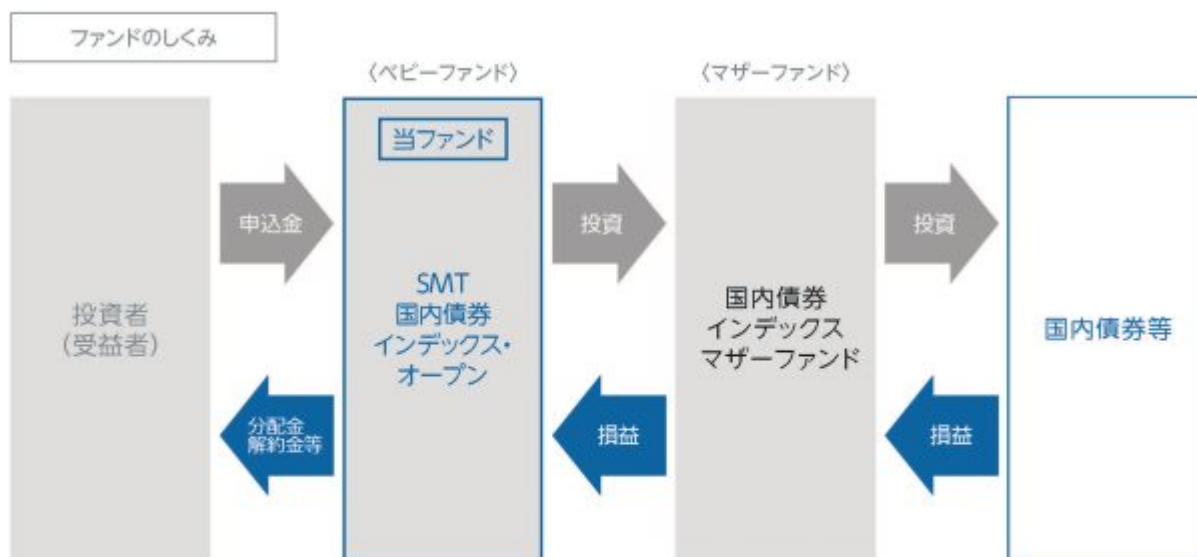 ファンドのしくみ
〈ベビーファンド〉
〈マザーファンド〉
当ファンド
申込金
投資
投資
投資者
(受益者)
SMT
国内債券
インデックス・
オープン
国内債券
インデックス
マザーファンド
国内債券等
分配金
解約金等
損益
損益